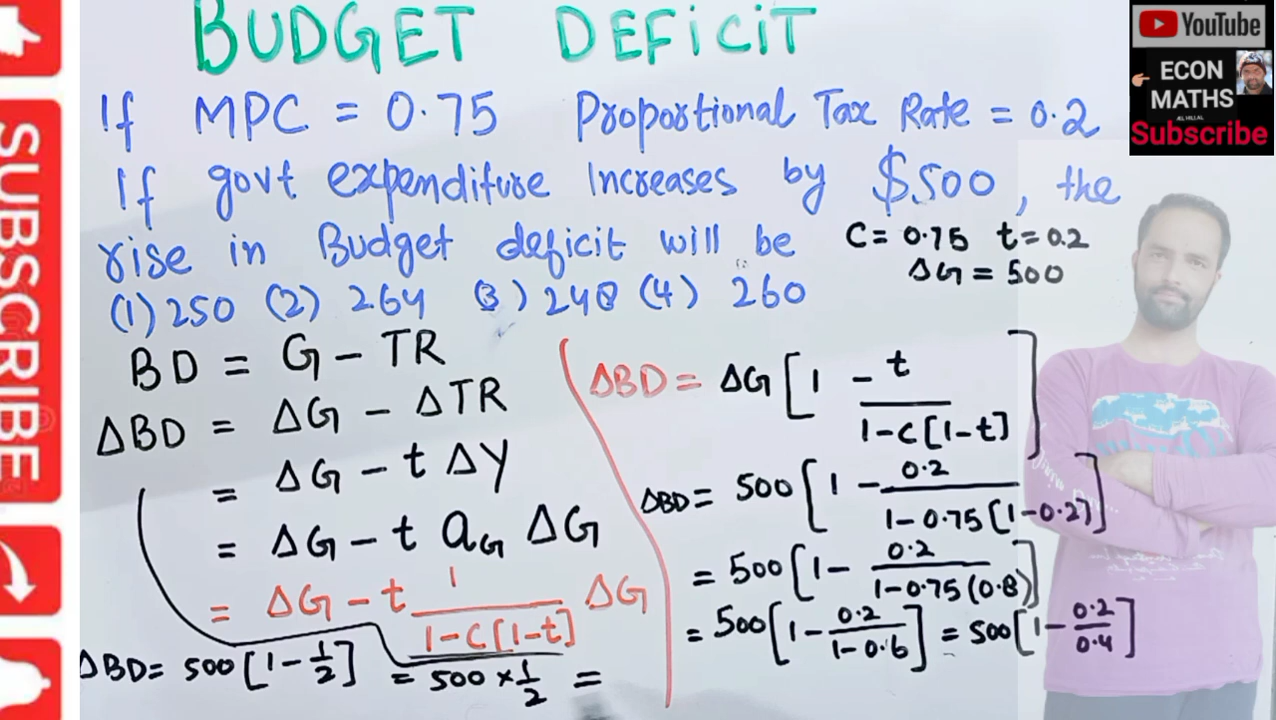 BUDGET DEFICIT
If MPC = 0.75 Proportional Tax Rate = 0.2
If govt expenditure Increases by $500, the
rise in Budget deficit will be
(1) 250 (2) 264 (3) 248 (4) 260
C = 0.75 t = 0.2
ΔG = 500
BD = G - TR
ΔBD = ΔG - ΔTR
= ΔG - t ΔY
= ΔG - t aG ΔG
= ΔG - t 1/1-C[1-t] ΔG
ΔBD = 500 [1 - 1/2] = 500 × 1/2 =
ΔBD = ΔG [1 - t/1-C[1-t]]
ΔBD = 500 [1 - 0.2/1-0.75[1-0.2]]
= 500 [1 - 0.2/1-0.75(0.8)]
= 500 [1 - 0.2/1-0.6] = 500 [1 - 0.2/0.4]
SUBSCRIBE
YouTube
ECON
MATHS
Subscribe